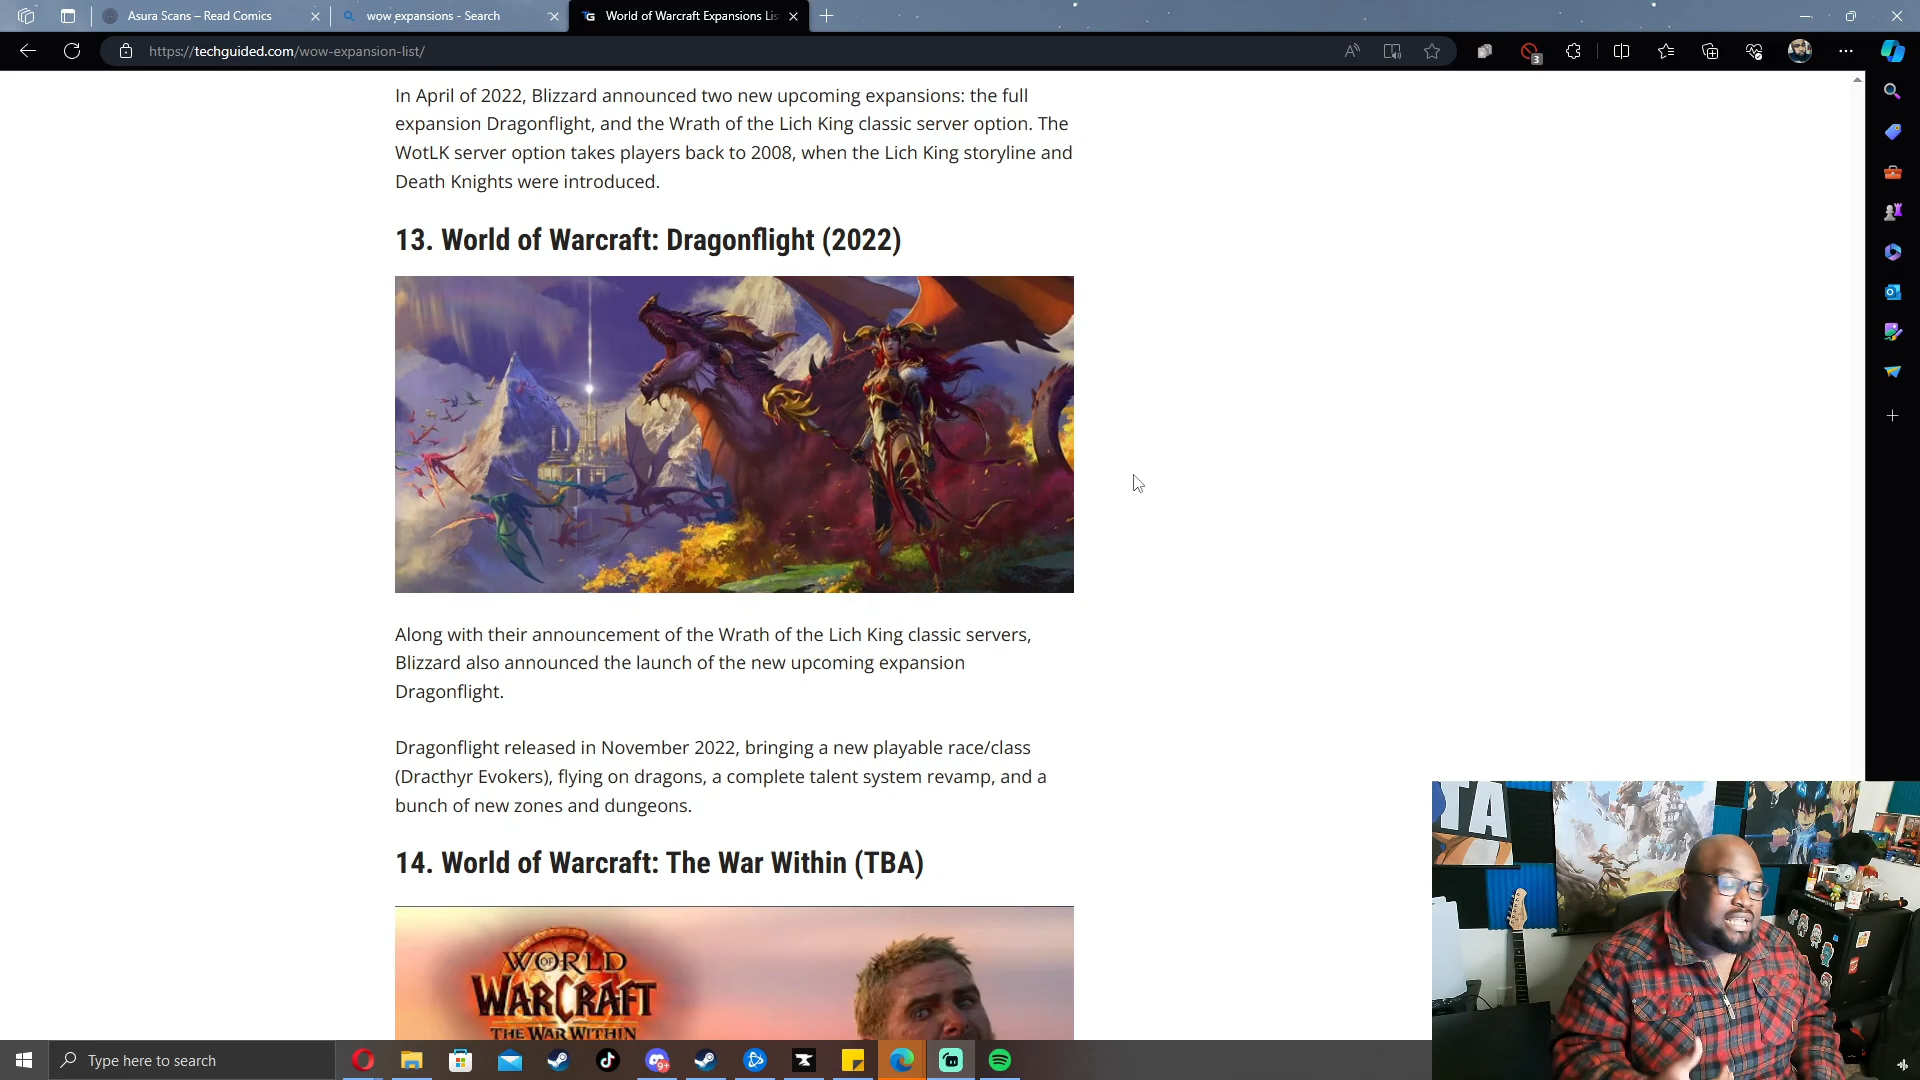 Asura Scans – Read Comics
wow expansions - Search
TG World of Warcraft Expansions Lis
https://techguided.com/wow-expansion-list/
3
In April of 2022, Blizzard announced two new upcoming expansions: the full
expansion Dragonflight, and the Wrath of the Lich King classic server option. The
WotLK server option takes players back to 2008, when the Lich King storyline and
Death Knights were introduced.
13. World of Warcraft: Dragonflight (2022)
Along with their announcement of the Wrath of the Lich King classic servers,
Blizzard also announced the launch of the new upcoming expansion
Dragonflight.
Dragonflight released in November 2022, bringing a new playable race/class
(Dracthyr Evokers), flying on dragons, a complete talent system revamp, and a
bunch of new zones and dungeons.
14. World of Warcraft: The War Within (TBA)
WORLD
OF
WARCRAFT
THE WAR WITHIN
TA
Type here to search
9+